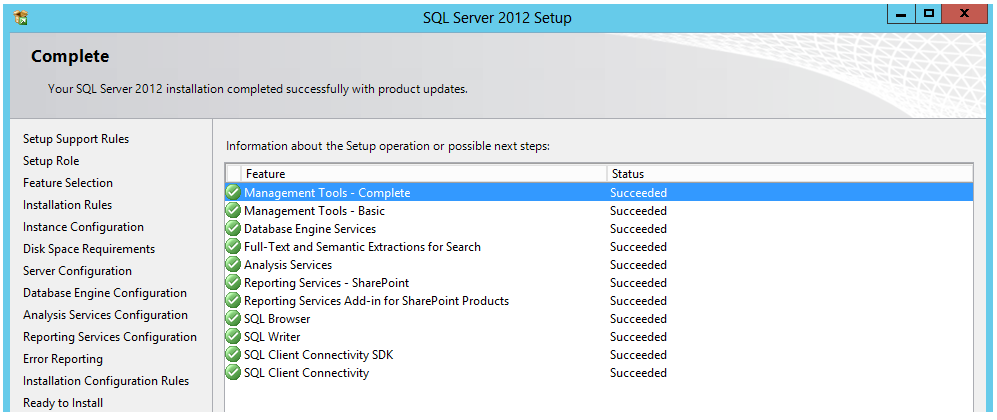 SQL Server 2012 Setup
Complete
Your SQL Server 2012 installation completed successfully with product updates.
Setup Support Rules
Setup Role
Feature Selection
Installation Rules
Instance Configuration
Disk Space Requirements
Server Configuration
Database Engine Configuration
Analysis Services Configuration
Reporting Services Configuration
Error Reporting
Installation Configuration Rules
Ready to Install
Information about the Setup operation or possible next steps:
Feature Status
Management Tools - Complete Succeeded
Management Tools - Basic Succeeded
Database Engine Services Succeeded
Full-Text and Semantic Extractions for Search Succeeded
Analysis Services Succeeded
Reporting Services - SharePoint Succeeded
Reporting Services Add-in for SharePoint Products Succeeded
SQL Browser Succeeded
SQL Writer Succeeded
SQL Client Connectivity SDK Succeeded
SQL Client Connectivity Succeeded